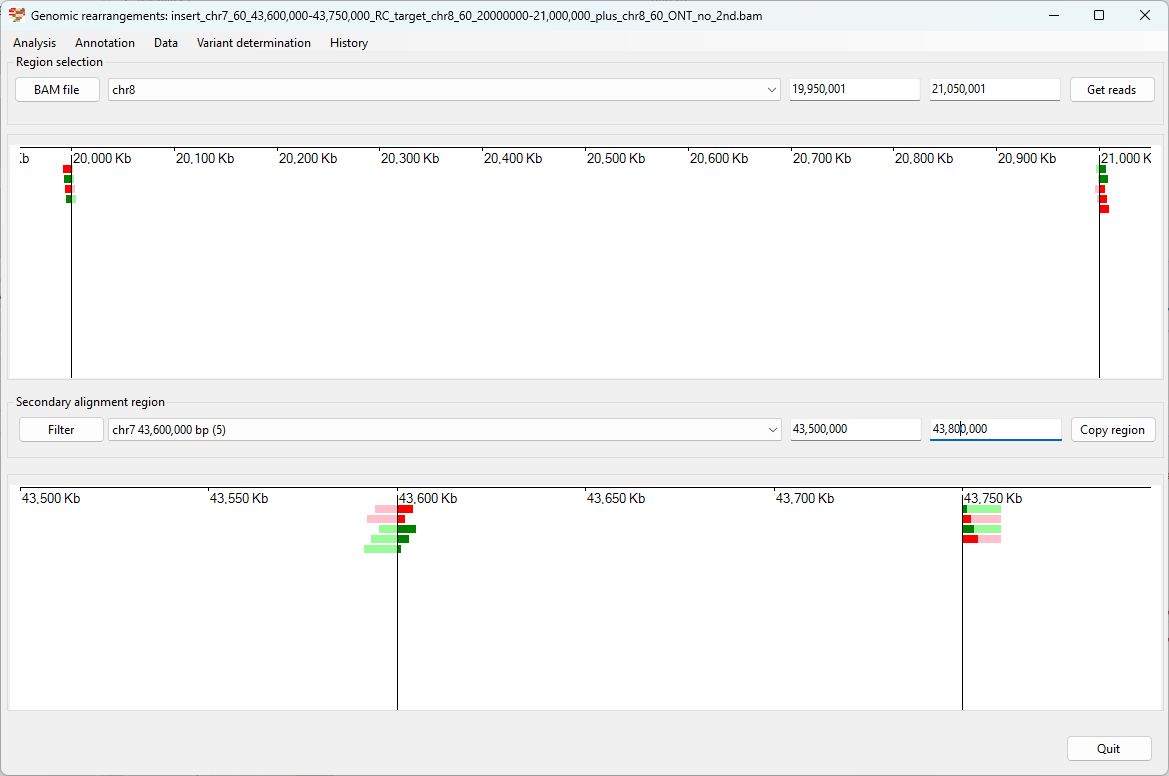 Genomic rearrangements: insert_chr7_60_43,600,000-43,750,000_RC_target_chr8_60_20000000-21,000,000_plus_chr8_60_ONT_no_2nd.bam
Analysis Annotation Data Variant determination History
Region selection
BAM file chr8 19,950,001 21,050,001 Get reads
20,000 Kb 20,100 Kb 20,200 Kb 20,300 Kb 20,400 Kb 20,500 Kb 20,600 Kb 20,700 Kb 20,800 Kb 20,900 Kb 21,000 K
Secondary alignment region
Filter chr7 43,600,000 bp (5) 43,500,000 43,800,000 Copy region
43,500 Kb 43,550 Kb 43,600 Kb 43,650 Kb 43,700 Kb 43,750 Kb
Quit